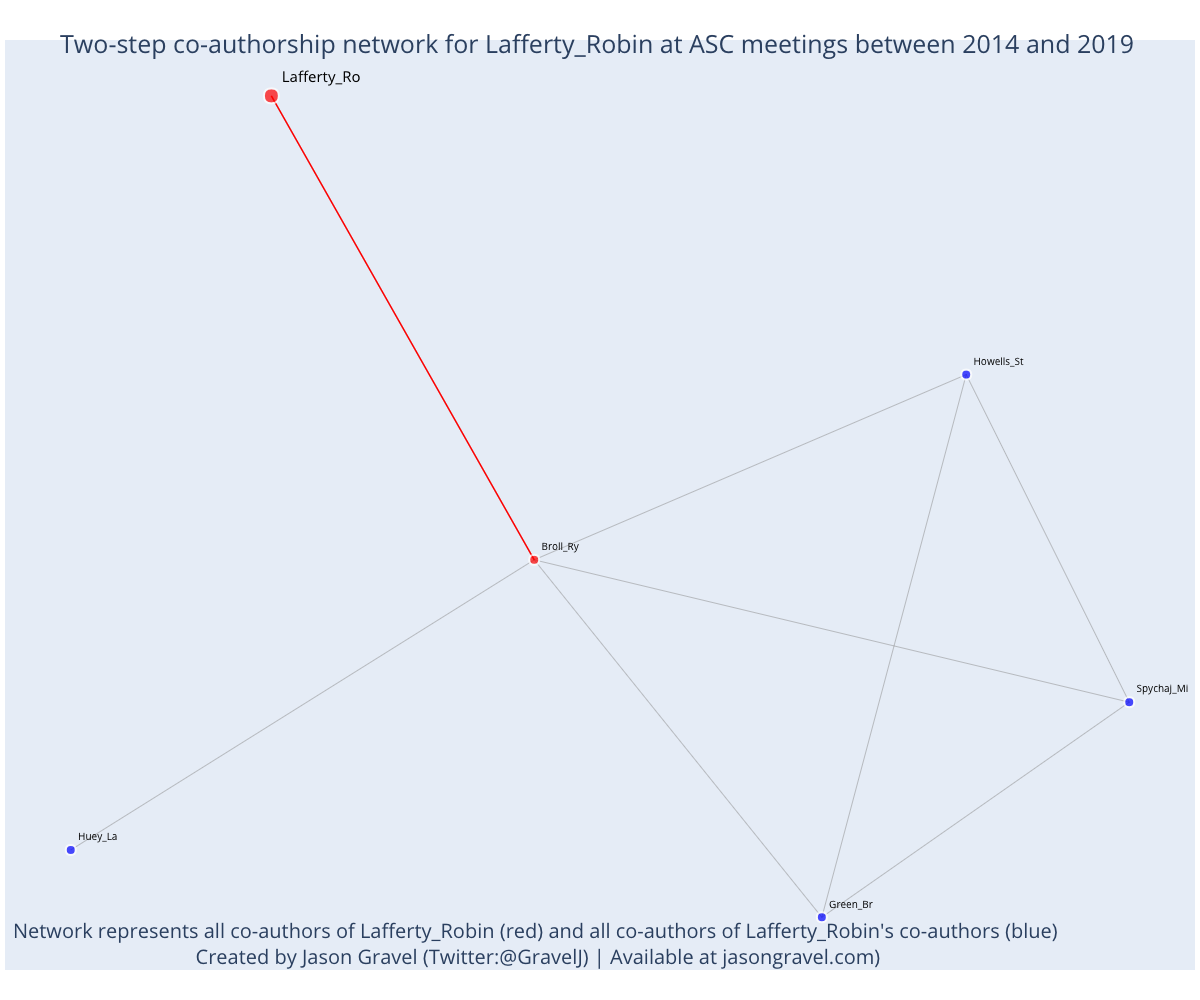 Two-step co-authorship network for Lafferty_Robin at ASC meetings between 2014 and 2019
Lafferty_Ro
Howells_St
Broll_Ry
Spychaj_Mi
Huey_La
Green_Br
Network represents all co-authors of Lafferty_Robin (red) and all co-authors of Lafferty_Robin's co-authors (blue)
Created by Jason Gravel (Twitter:@GravelJ) | Available at jasongravel.com)